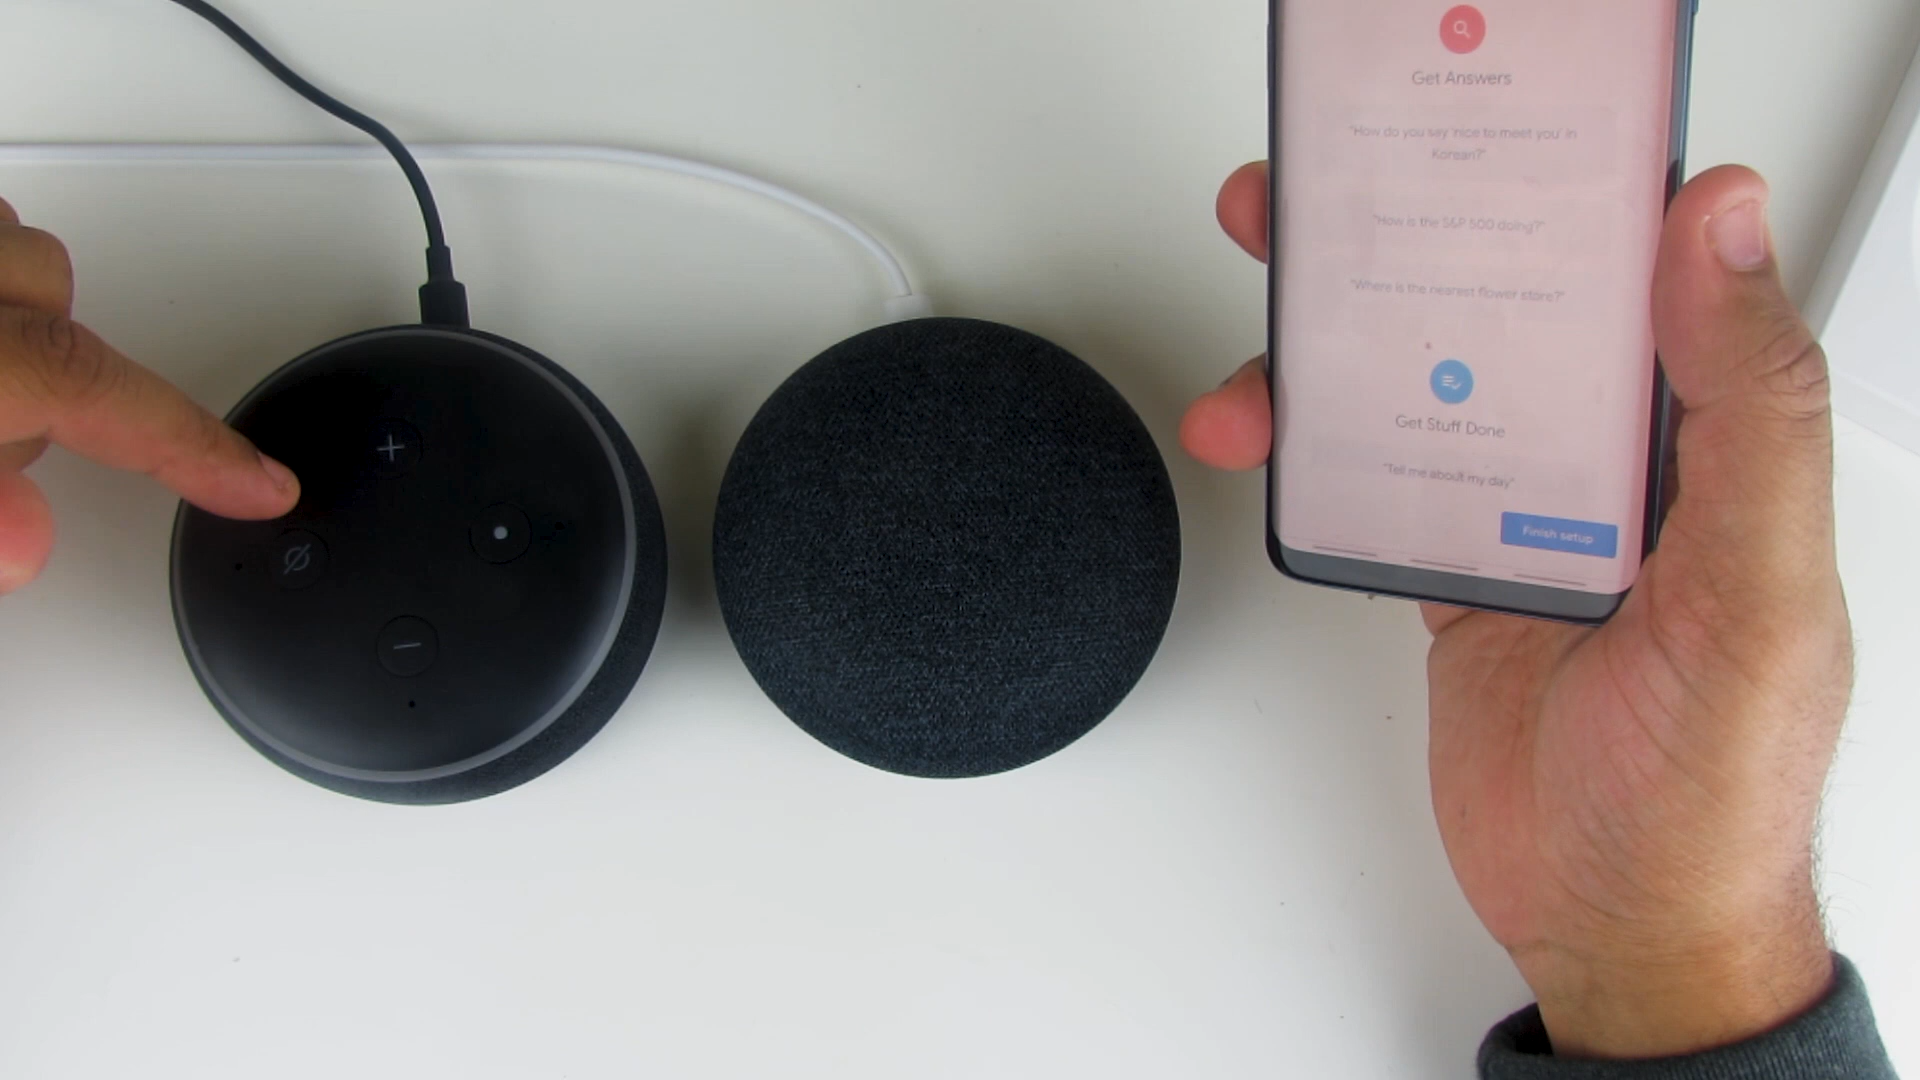 Get Answers
"How do you say 'nice to meet you' in
Korean?"
"How is the S&P 500 doing?"
"Where is the nearest flower store?"
Get Stuff Done
"Tell me about my day"
Finish setup